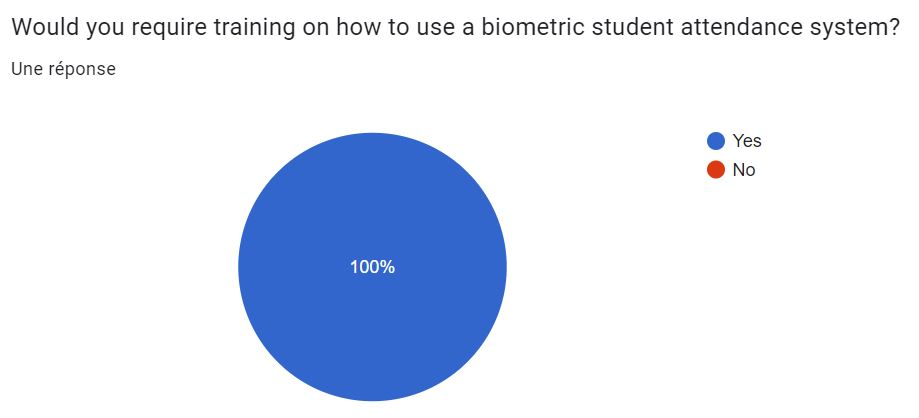 Would you require training on how to use a biometric student attendance system?
Une réponse
Yes
No
100%